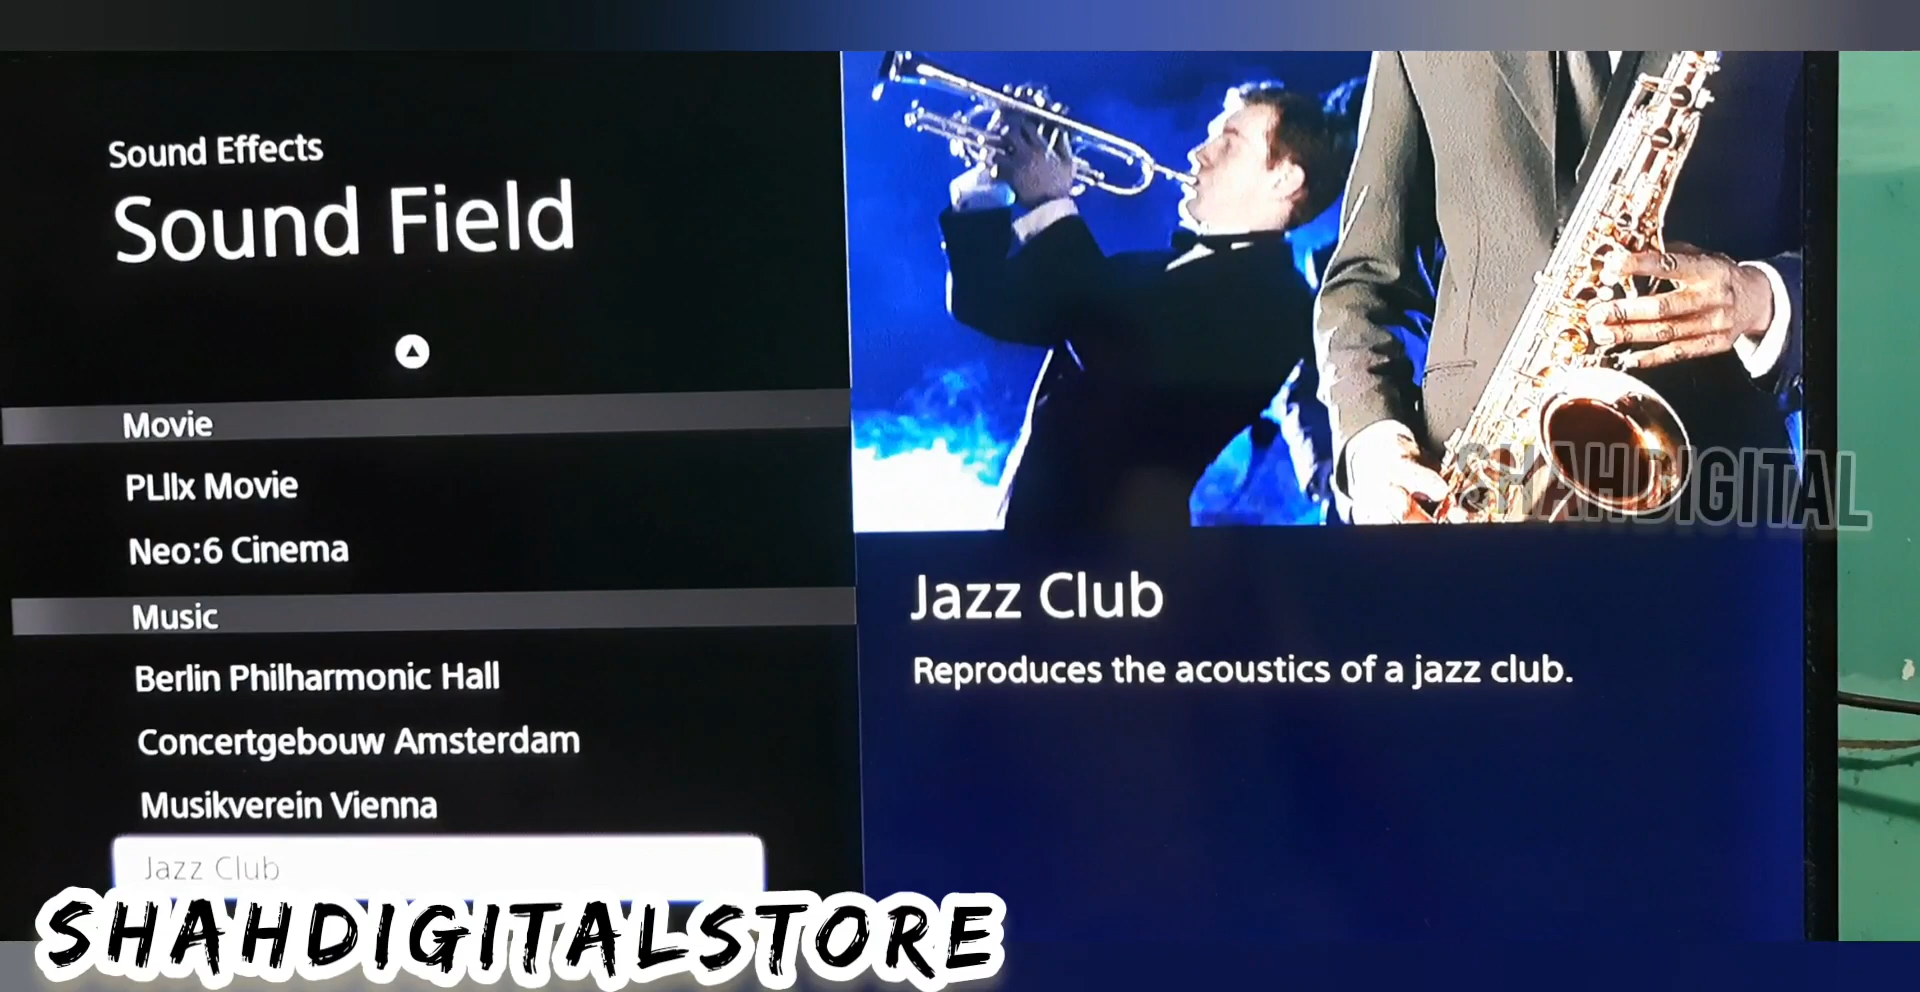 Sound Effects
Sound Field
Movie
PLllx Movie
Neo:6 Cinema
Music
Berlin Philharmonic Hall
Concertgebouw Amsterdam
Musikverein Vienna
Jazz Club
Jazz Club
Reproduces the acoustics of a jazz club.
SHAHDIGITAL
SHAHDIGITALSTORE